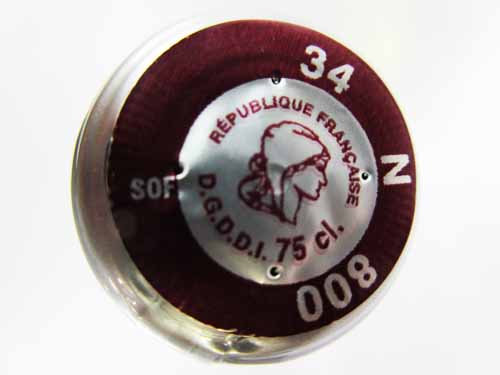 34
N
008
SOF
RÉPUBLIQUE FRANÇAISE
D.G.D.D.I. 75 cl.